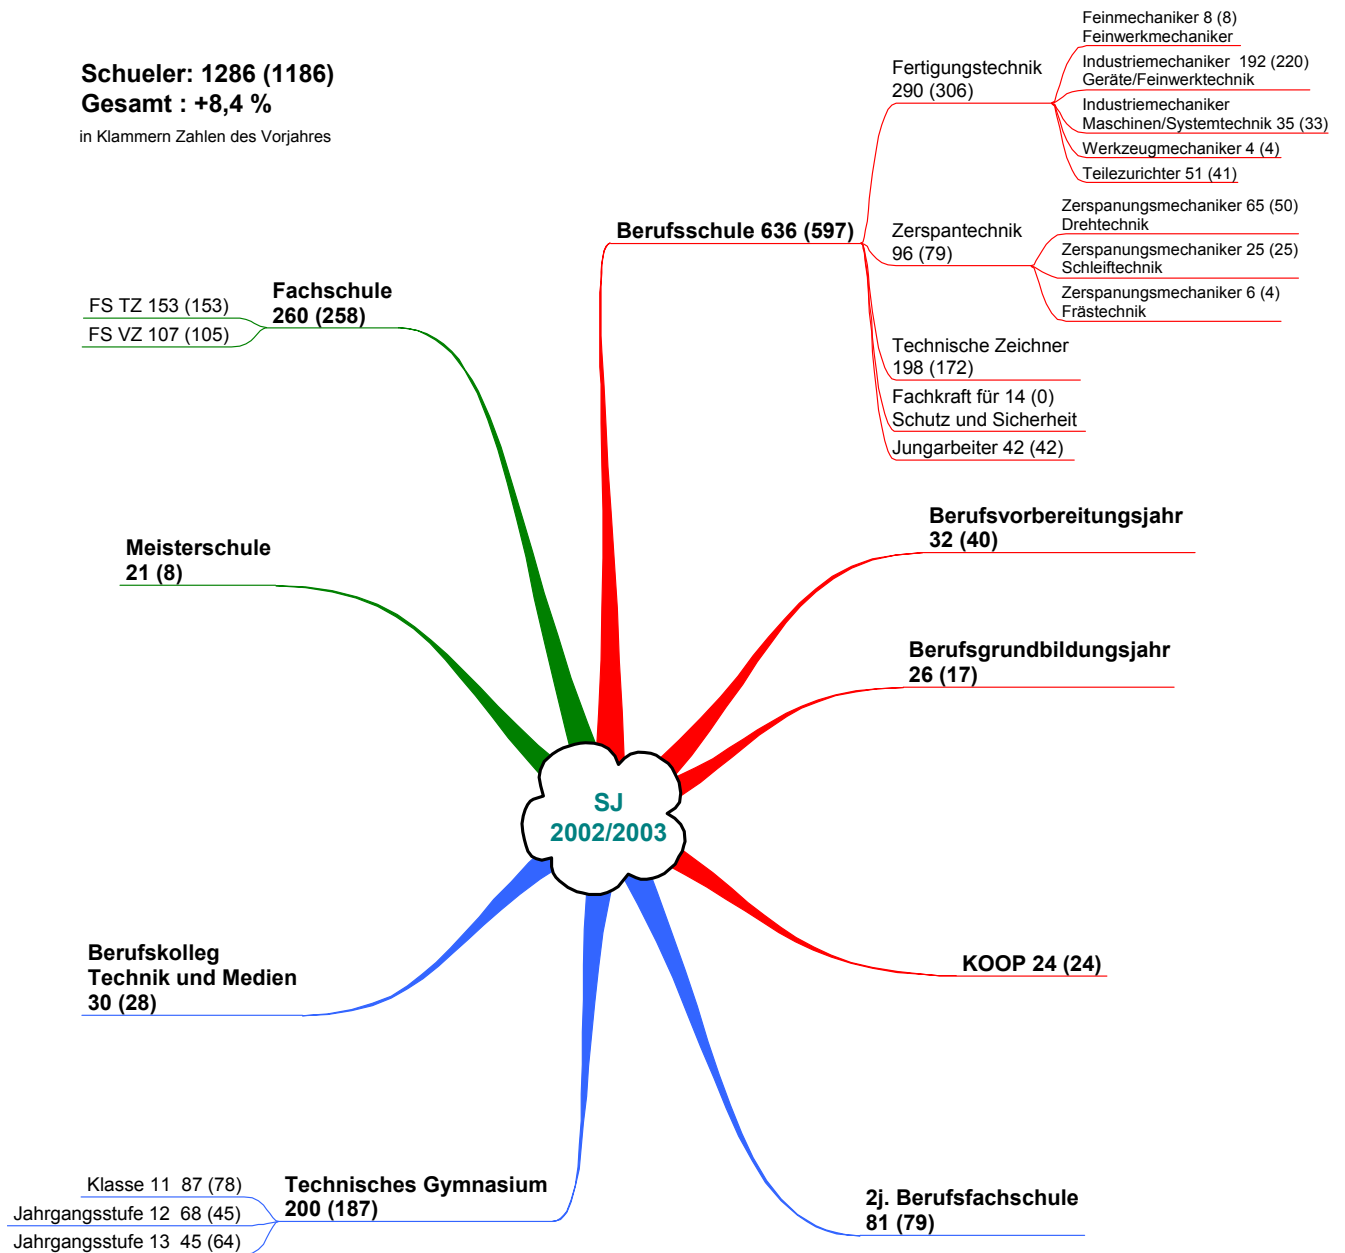 Schueler: 1286 (1186)
Gesamt : +8,4 %
in Klammern Zahlen des Vorjahres
Berufsschule 636 (597)
Fertigungstechnik
290 (306)
Feinmechaniker 8 (8)
Feinwerkmechaniker
Industriemechaniker  192 (220)
Geräte/Feinwerktechnik
Industriemechaniker
Maschinen/Systemtechnik 35 (33)
Werkzeugmechaniker 4 (4)
Teilezurichter 51 (41)
Zerspantechnik
96 (79)
Zerspanungsmechaniker 65 (50)
Drehtechnik
Zerspanungsmechaniker 25 (25)
Schleiftechnik
Zerspanungsmechaniker 6 (4)
Frästechnik
Technische Zeichner
198 (172)
Fachkraft für 14 (0)
Schutz und Sicherheit
Jungarbeiter 42 (42)
Berufsvorbereitungsjahr
32 (40)
Berufsgrundbildungsjahr
26 (17)
KOOP 24 (24)
2j. Berufsfachschule
81 (79)
Technisches Gymnasium
200 (187)
Klasse 11  87 (78)
Jahrgangsstufe 12  68 (45)
Jahrgangsstufe 13  45 (64)
Berufskolleg
Technik und Medien
30 (28)
Meisterschule
21 (8)
Fachschule
260 (258)
FS TZ 153 (153)
FS VZ 107 (105)
SJ
2002/2003